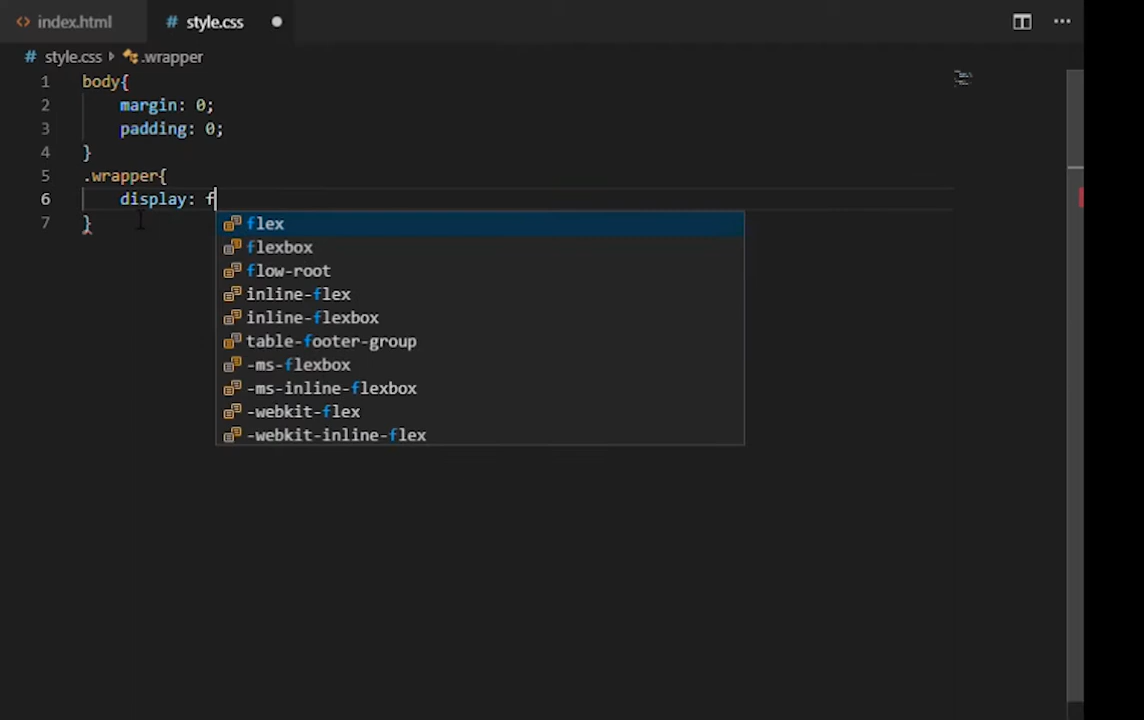 index.html
# style.css
# style.css .wrapper
1 body{
2 margin: 0;
3 padding: 0;
4 }
5 .wrapper{
6 display: f
7 }
flex
flexbox
flow-root
inline-flex
inline-flexbox
table-footer-group
-ms-flexbox
-ms-inline-flexbox
-webkit-flex
-webkit-inline-flex